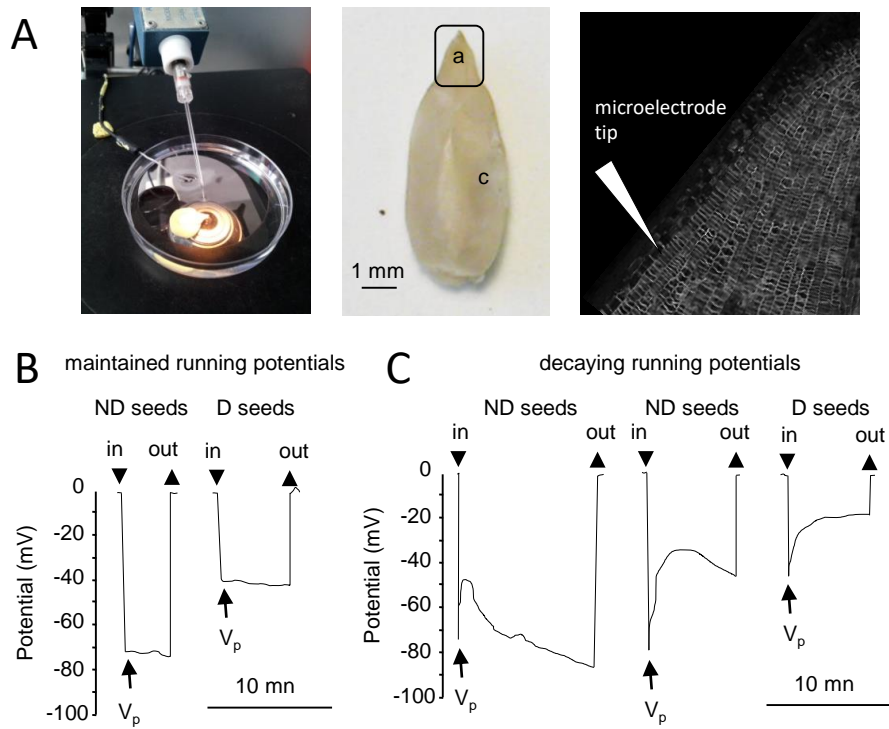 A
a
c
1 mm
microelectrode
tip
B
maintained running potentials
ND seeds
D seeds
in
out
in
out
0
-20
-40
-60
-80
-100
Potential (mV)
Vₚ
Vₚ
10 mn
C
decaying running potentials
ND seeds
ND seeds
D seeds
in
out
in
out
in
out
0
-20
-40
-60
-80
-100
Potential (mV)
Vₚ
Vₚ
Vₚ
10 mn